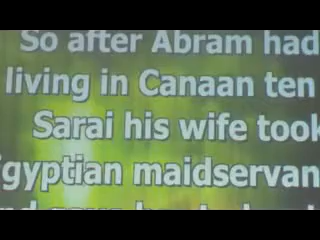 So after Abram had
living in Canaan ten
Sarai his wife took
gyptian maidservan